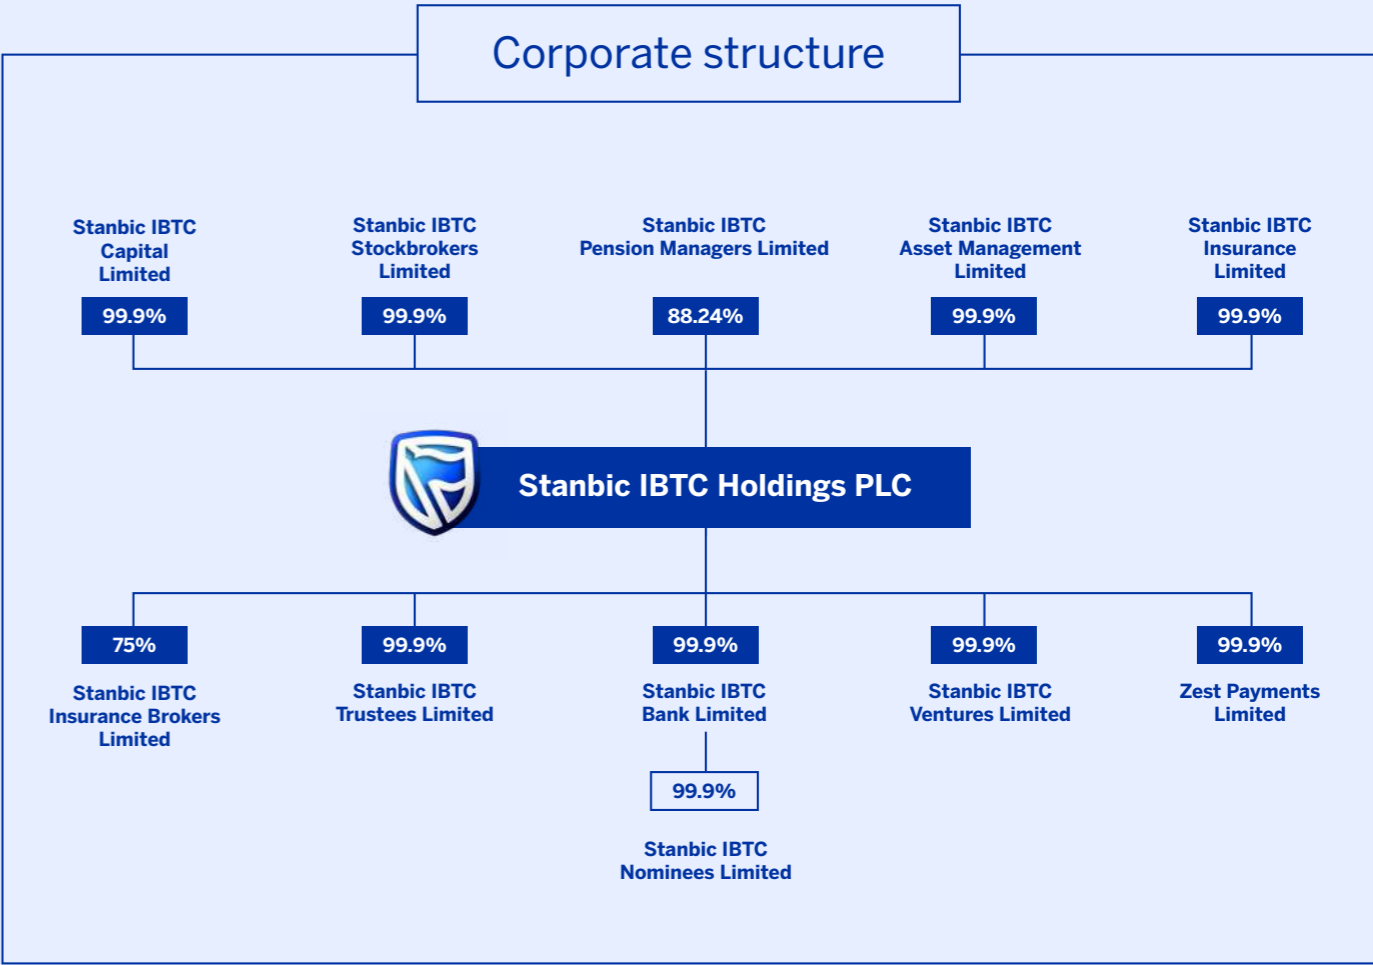 Corporate structure
Stanbic IBTC
Capital
Limited
99.9%
Stanbic IBTC
Stockbrokers
Limited
99.9%
Stanbic IBTC
Pension Managers Limited
88.24%
Stanbic IBTC
Asset Management
Limited
99.9%
Stanbic IBTC
Insurance
Limited
99.9%
Stanbic IBTC Holdings PLC
75%
Stanbic IBTC
Insurance Brokers
Limited
99.9%
Stanbic IBTC
Trustees Limited
99.9%
Stanbic IBTC
Bank Limited
99.9%
Stanbic IBTC
Nominees Limited
99.9%
Stanbic IBTC
Ventures Limited
99.9%
Zest Payments
Limited